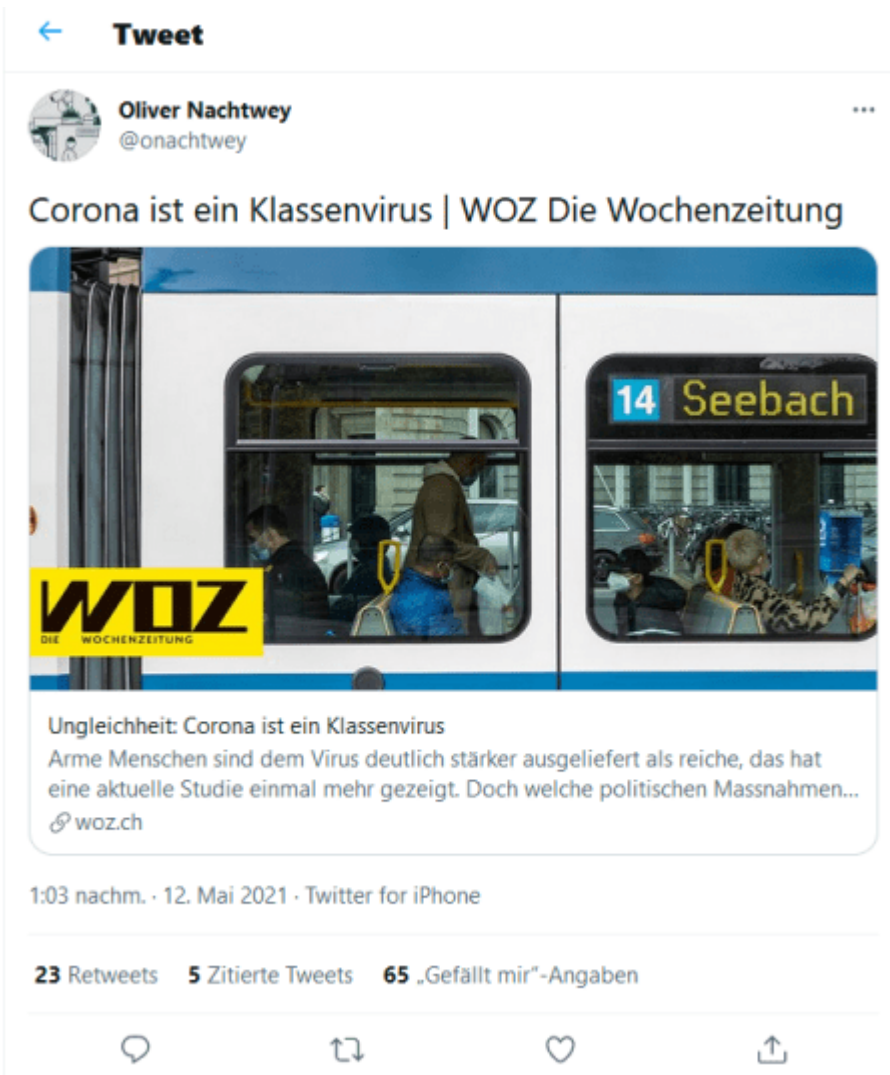 Tweet
Oliver Nachtwey
@onachtwey
Corona ist ein Klassenvirus | WOZ Die Wochenzeitung
14 Seebach
WOZ
DIE WOCHENZEITUNG
Ungleichheit: Corona ist ein Klassenvirus
Arme Menschen sind dem Virus deutlich stärker ausgeliefert als reiche, das hat
eine aktuelle Studie einmal mehr gezeigt. Doch welche politischen Massnahmen...
woz.ch
1:03 nachm. · 12. Mai 2021 · Twitter for iPhone
23 Retweets 5 Zitierte Tweets 65 „Gefällt mir“-Angaben